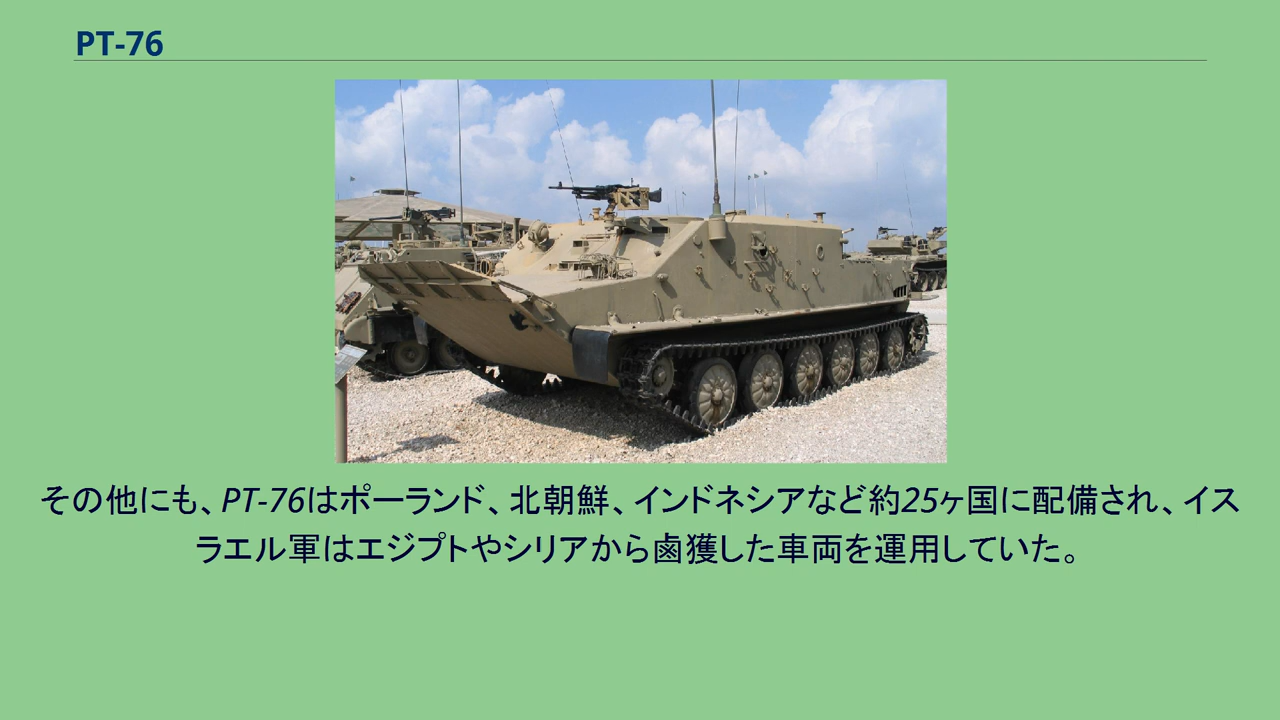 PT-76
その他にも、PT-76はポーランド、北朝鮮、インドネシアなど約25ヶ国に配備され、イス
ラエル軍はエジプトやシリアから鹵獲した車両を運用していた。